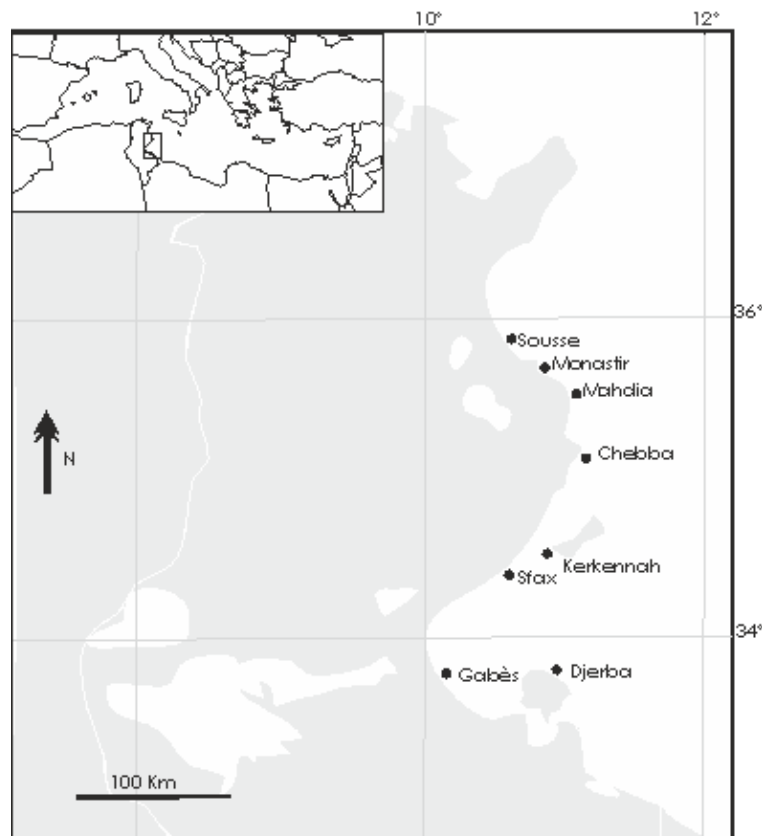 10°
12°
36°
Sousse
Monastir
Mahdia
Chebba
Kerkennah
Sfax
34°
Gabès
Djerba
N
100 Km